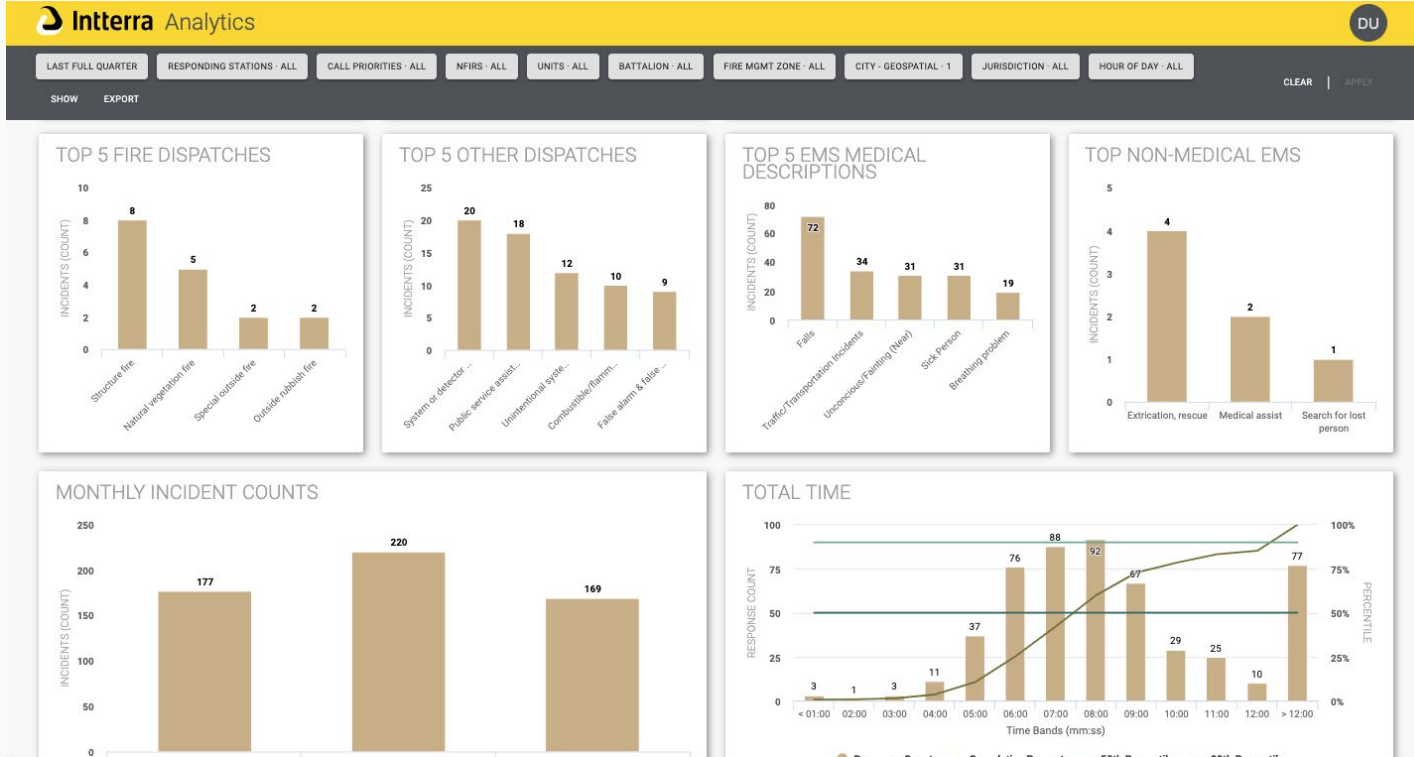 Intterra Analytics
DU
LAST FULL QUARTER
RESPONDING STATIONS · ALL
CALL PRIORITIES · ALL
NFIRS · ALL
UNITS · ALL
BATTALION · ALL
FIRE MGMT ZONE · ALL
CITY - GEOSPATIAL · 1
JURISDICTION · ALL
HOUR OF DAY · ALL
CLEAR | APPLY
SHOW
EXPORT
TOP 5 FIRE DISPATCHES
INCIDENTS (COUNT)
10
8
6
4
2
0
8
5
2
2
Structure fire
Natural vegetation fire
Special outside fire
Outside rubbish fire
TOP 5 OTHER DISPATCHES
INCIDENTS (COUNT)
25
20
15
10
5
0
20
18
12
10
9
System or detector ...
Public service assist...
Unintentional syste...
Combustible/flamm...
False alarm & false ...
TOP 5 EMS MEDICAL
DESCRIPTIONS
INCIDENTS (COUNT)
80
60
40
20
0
72
34
31
31
19
Falls
Traffic/Transportation Incidents
Unconcious/Fainting (Near)
Sick Person
Breathing problem
TOP NON-MEDICAL EMS
INCIDENTS (COUNT)
5
4
3
2
1
0
4
2
1
Extrication, rescue
Medical assist
Search for lost
person
MONTHLY INCIDENT COUNTS
INCIDENTS (COUNT)
250
200
150
100
50
0
177
220
169
TOTAL TIME
RESPONSE COUNT
100
75
50
25
0
3
1
3
11
37
76
88
92
67
29
25
10
77
100%
75%
50%
25%
0%
PERCENTILE
< 01:00
02:00
03:00
04:00
05:00
06:00
07:00
08:00
09:00
10:00
11:00
12:00
> 12:00
Time Bands (mm:ss)